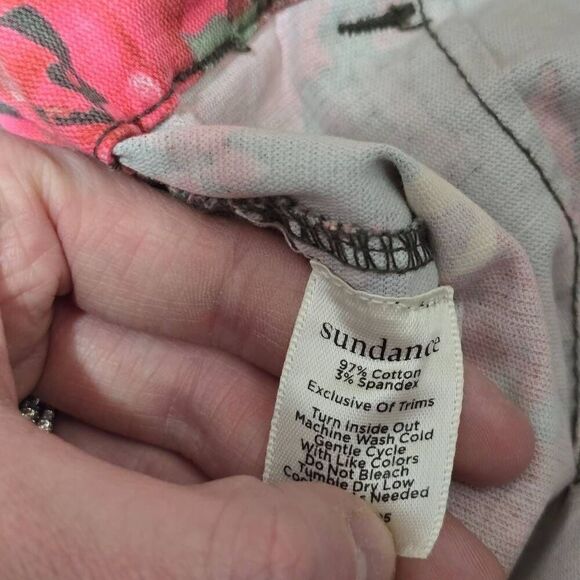 sundance
97% Cotton
3% Spandex
Exclusive Of Trims
Turn Inside Out
Machine Wash Cold
Gentle Cycle
With Like Colors
Do Not Bleach
Tumble Dry Low
Needed